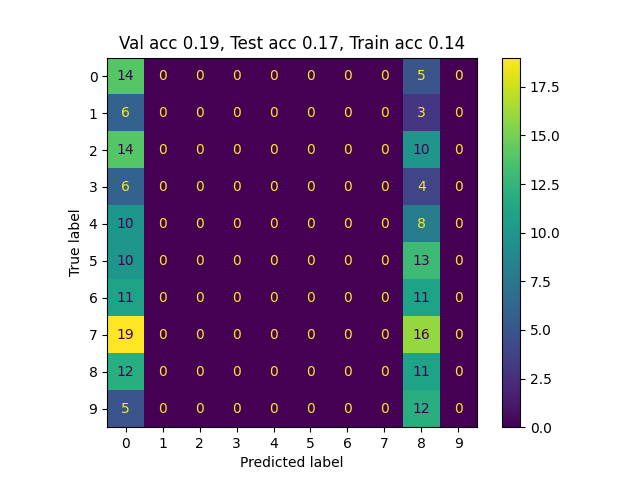 Val acc 0.19, Test acc 0.17, Train acc 0.14
0 14 0 0 0 0 0 0 0 5 0
1 6 0 0 0 0 0 0 0 3 0
2 14 0 0 0 0 0 0 0 10 0
3 6 0 0 0 0 0 0 0 4 0
4 10 0 0 0 0 0 0 0 8 0
5 10 0 0 0 0 0 0 0 13 0
6 11 0 0 0 0 0 0 0 11 0
7 19 0 0 0 0 0 0 0 16 0
8 12 0 0 0 0 0 0 0 11 0
9 5 0 0 0 0 0 0 0 12 0
0 1 2 3 4 5 6 7 8 9
True label
Predicted label
17.5
15.0
12.5
10.0
7.5
5.0
2.5
0.0